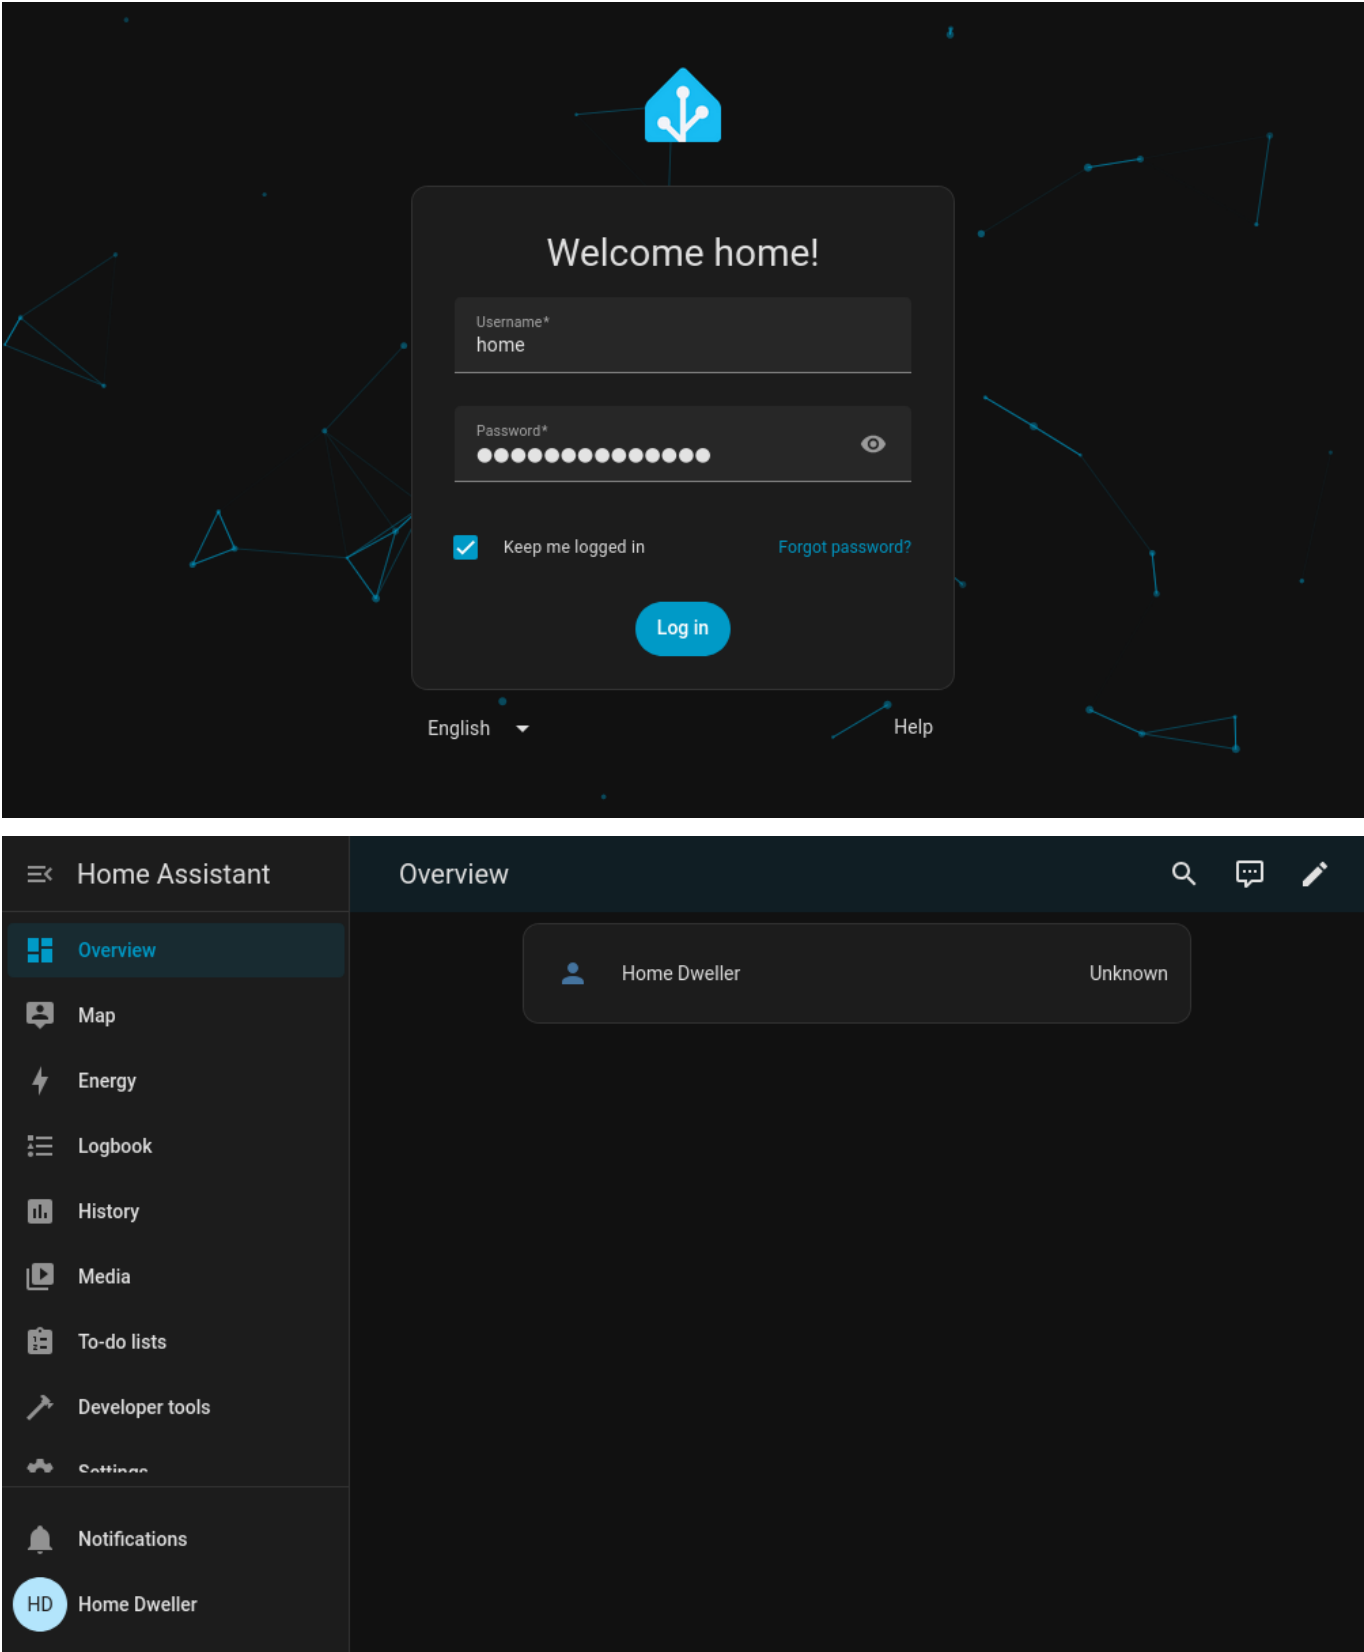 Welcome home!
Username*
home
Password*
Keep me logged in
Forgot password?
Log in
English
Help
Home Assistant
Overview
Overview
Home Dweller
Unknown
Map
Energy
Logbook
History
Media
To-do lists
Developer tools
Settings
Notifications
HD
Home Dweller